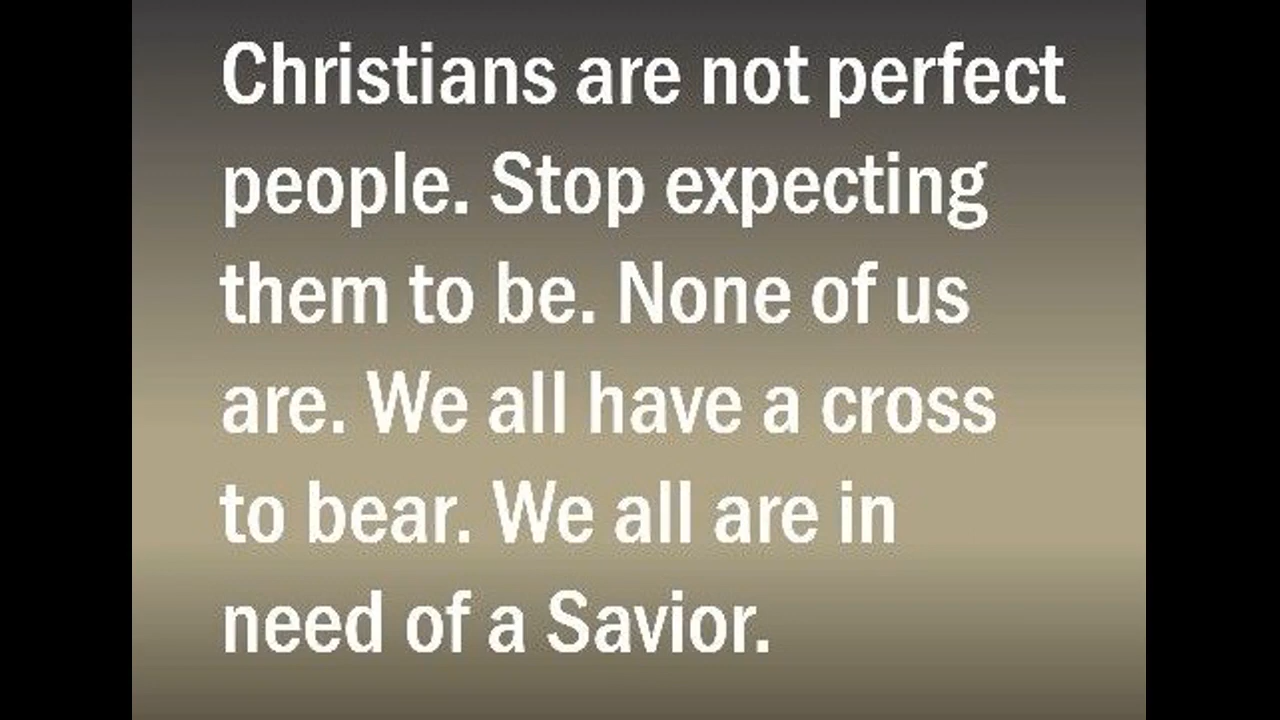 Christians are not perfect
people. Stop expecting
them to be. None of us
are. We all have a cross
to bear. We all are in
need of a Savior.